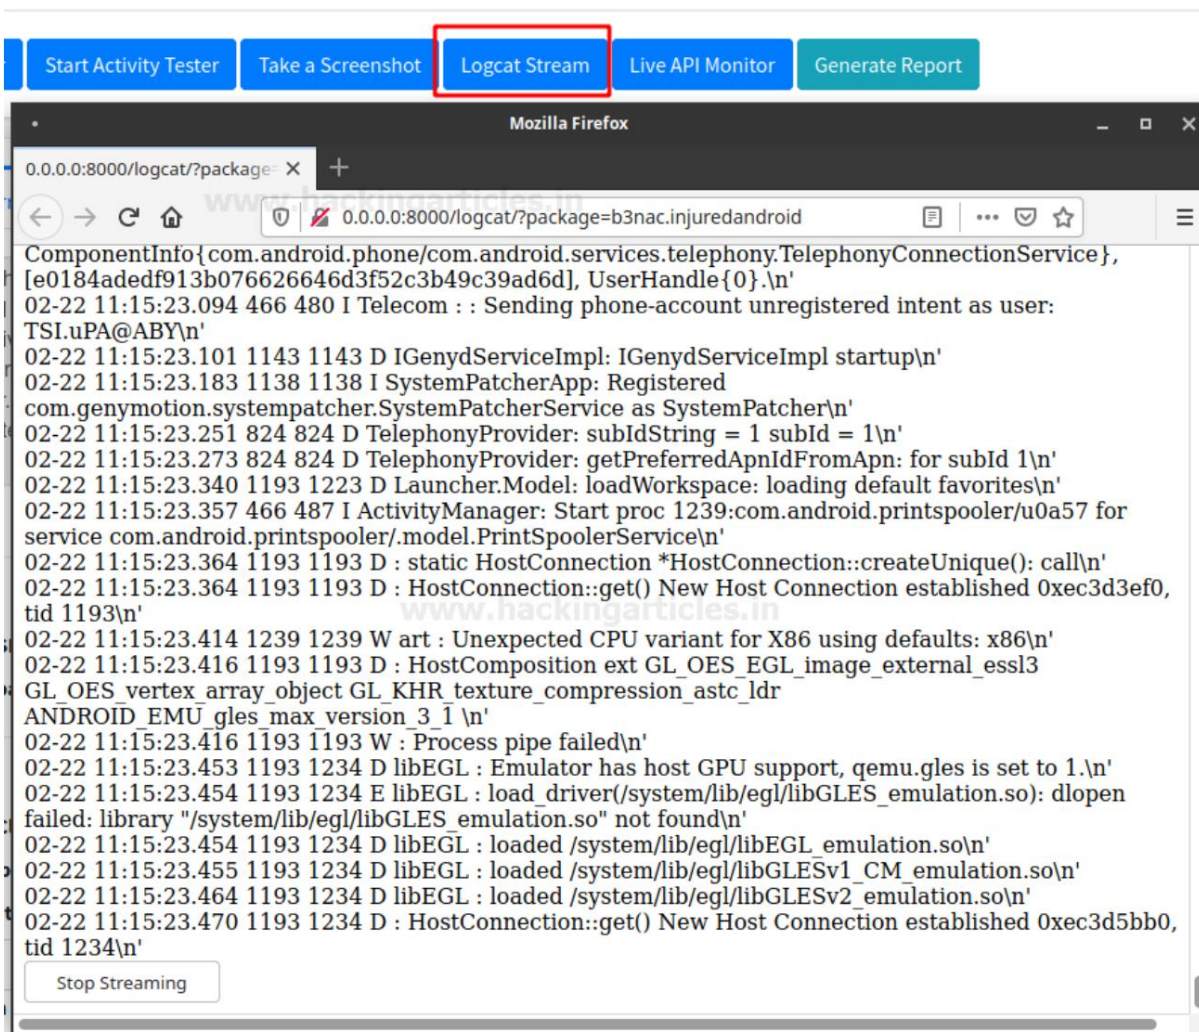 Start Activity Tester
Take a Screenshot
Logcat Stream
Live API Monitor
Generate Report
Mozilla Firefox
0.0.0.0:8000/logcat/?package=
www.hackingarticles.in
0.0.0.0:8000/logcat/?package=b3nac.injuredandroid
ComponentInfo{com.android.phone/com.android.services.telephony.TelephonyConnectionService},
[e0184adedf913b076626646d3f52c3b49c39ad6d], UserHandle{0}.\n'
02-22 11:15:23.094 466 480 I Telecom : : Sending phone-account unregistered intent as user:
TSI.uPA@ABY\n'
02-22 11:15:23.101 1143 1143 D IGenydServiceImpl: IGenydServiceImpl startup\n'
02-22 11:15:23.183 1138 1138 I SystemPatcherApp: Registered
com.genymotion.systempatcher.SystemPatcherService as SystemPatcher\n'
02-22 11:15:23.251 824 824 D TelephonyProvider: subIdString = 1 subId = 1\n'
02-22 11:15:23.273 824 824 D TelephonyProvider: getPreferredApnIdFromApn: for subId 1\n'
02-22 11:15:23.340 1193 1223 D Launcher.Model: loadWorkspace: loading default favorites\n'
02-22 11:15:23.357 466 487 I ActivityManager: Start proc 1239:com.android.printspooler/u0a57 for
service com.android.printspooler/.model.PrintSpoolerService\n'
02-22 11:15:23.364 1193 1193 D : static HostConnection *HostConnection::createUnique(): call\n'
02-22 11:15:23.364 1193 1193 D : HostConnection::get() New Host Connection established 0xec3d3ef0,
tid 1193\n'
www.hackingarticles.in
02-22 11:15:23.414 1239 1239 W art : Unexpected CPU variant for X86 using defaults: x86\n'
02-22 11:15:23.416 1193 1193 D : HostComposition ext GL_OES_EGL_image_external_essl3
GL_OES_vertex_array_object GL_KHR_texture_compression_astc_ldr
ANDROID_EMU_gles_max_version_3_1 \n'
02-22 11:15:23.416 1193 1193 W : Process pipe failed\n'
02-22 11:15:23.453 1193 1234 D libEGL : Emulator has host GPU support, qemu.gles is set to 1.\n'
02-22 11:15:23.454 1193 1234 E libEGL : load_driver(/system/lib/egl/libGLES_emulation.so): dlopen
failed: library "/system/lib/egl/libGLES_emulation.so" not found\n'
02-22 11:15:23.454 1193 1234 D libEGL : loaded /system/lib/egl/libEGL_emulation.so\n'
02-22 11:15:23.455 1193 1234 D libEGL : loaded /system/lib/egl/libGLESv1_CM_emulation.so\n'
02-22 11:15:23.464 1193 1234 D libEGL : loaded /system/lib/egl/libGLESv2_emulation.so\n'
02-22 11:15:23.470 1193 1234 D : HostConnection::get() New Host Connection established 0xec3d5bb0,
tid 1234\n'
Stop Streaming